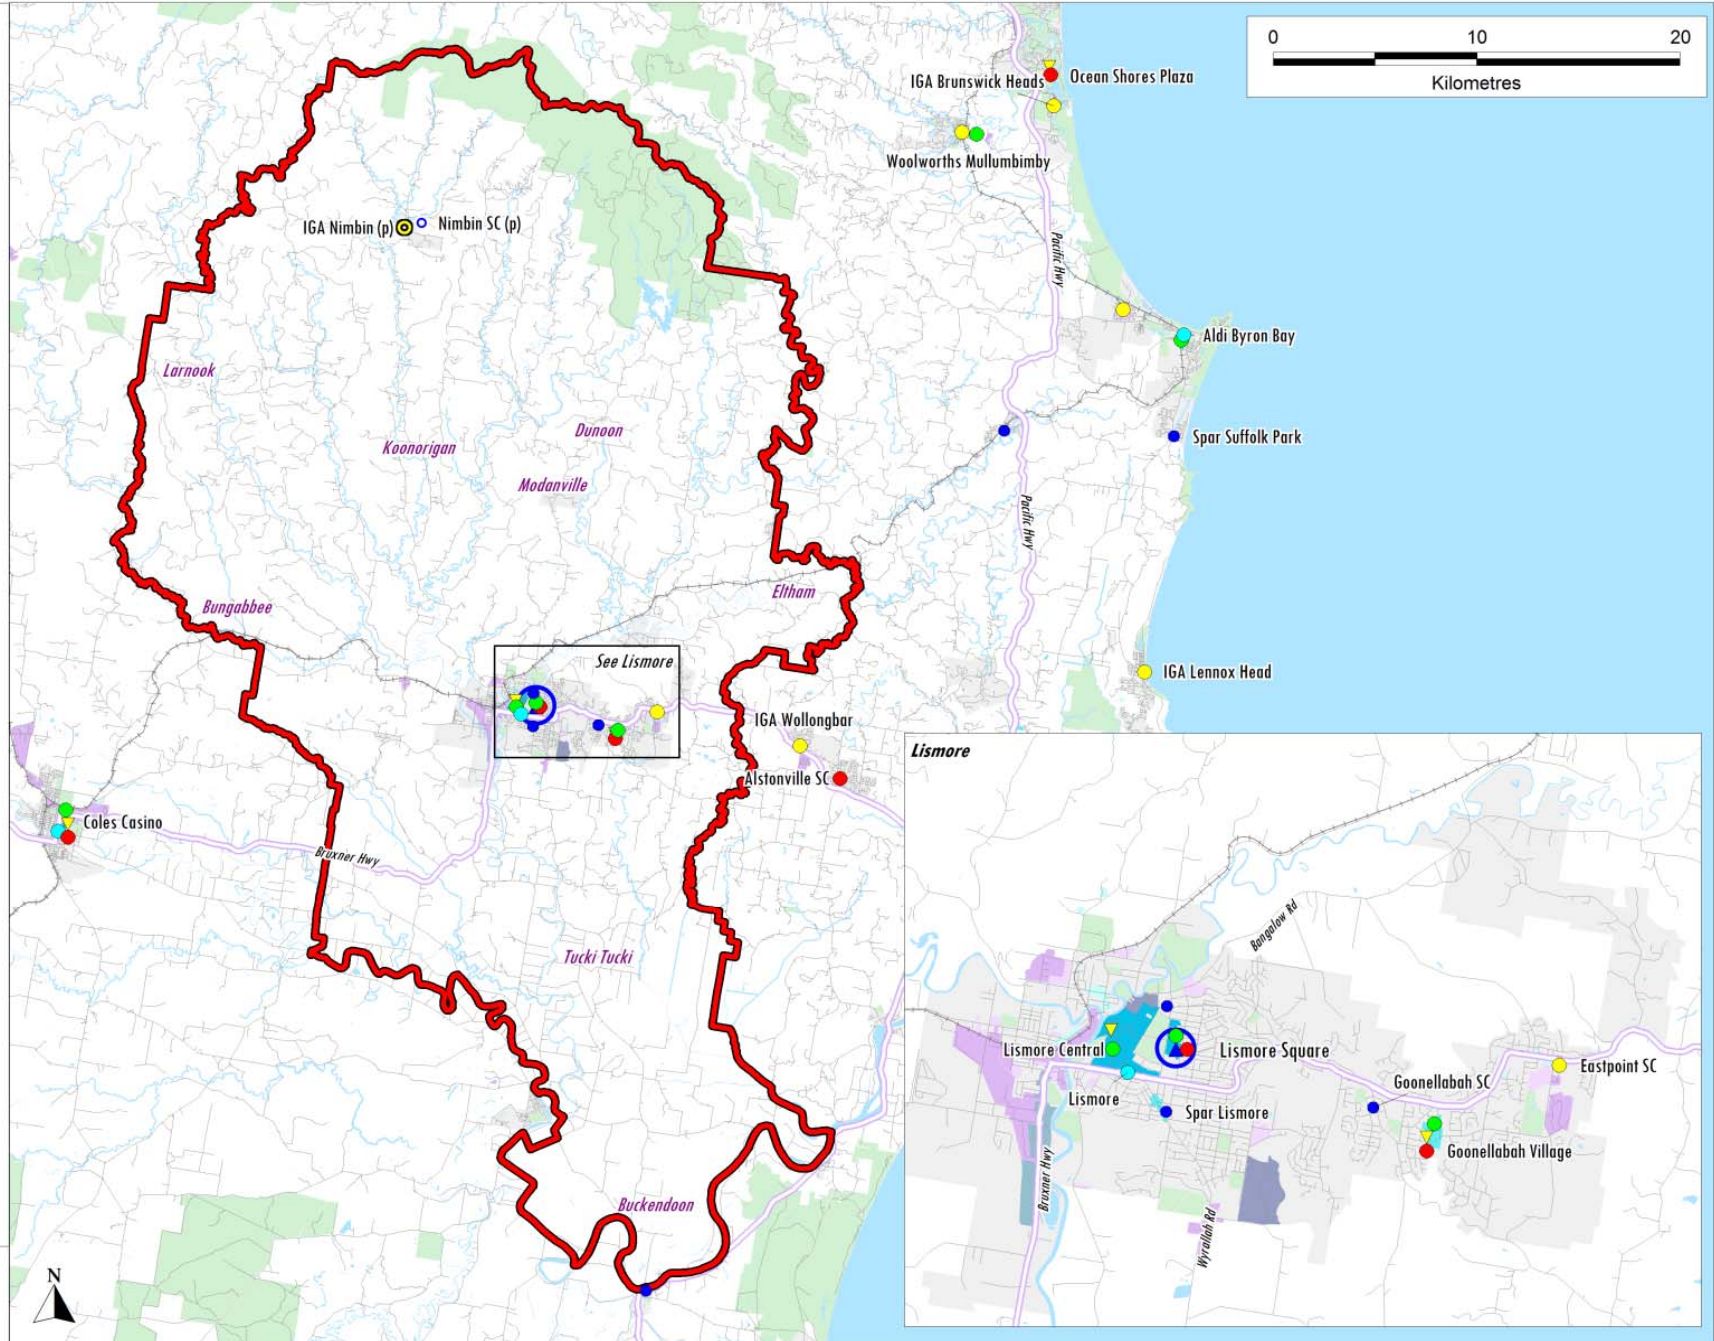 0 10 20
Kilometres
IGA Brunswick Heads
Ocean Shores Plaza
Woolworths Mullumbimby
IGA Nimbin (p)
Nimbin SC (p)
Pacific Hwy
Aldi Byron Bay
Larnook
Dunoon
Koonorigan
Spar Suffolk Park
Modanville
Pacific Hwy
Eltham
Bungabbee
See Lismore
IGA Lennox Head
IGA Wollongbar
Alstonville SC
Coles Casino
Bruxner Hwy
Tucki Tucki
Buckendoon
N
Lismore
Bangalow Rd
Lismore Central
Lismore Square
Eastpoint SC
Goonellabah SC
Lismore
Spar Lismore
Goonellabah Village
Bruxner Hwy
Wyrallah Rd